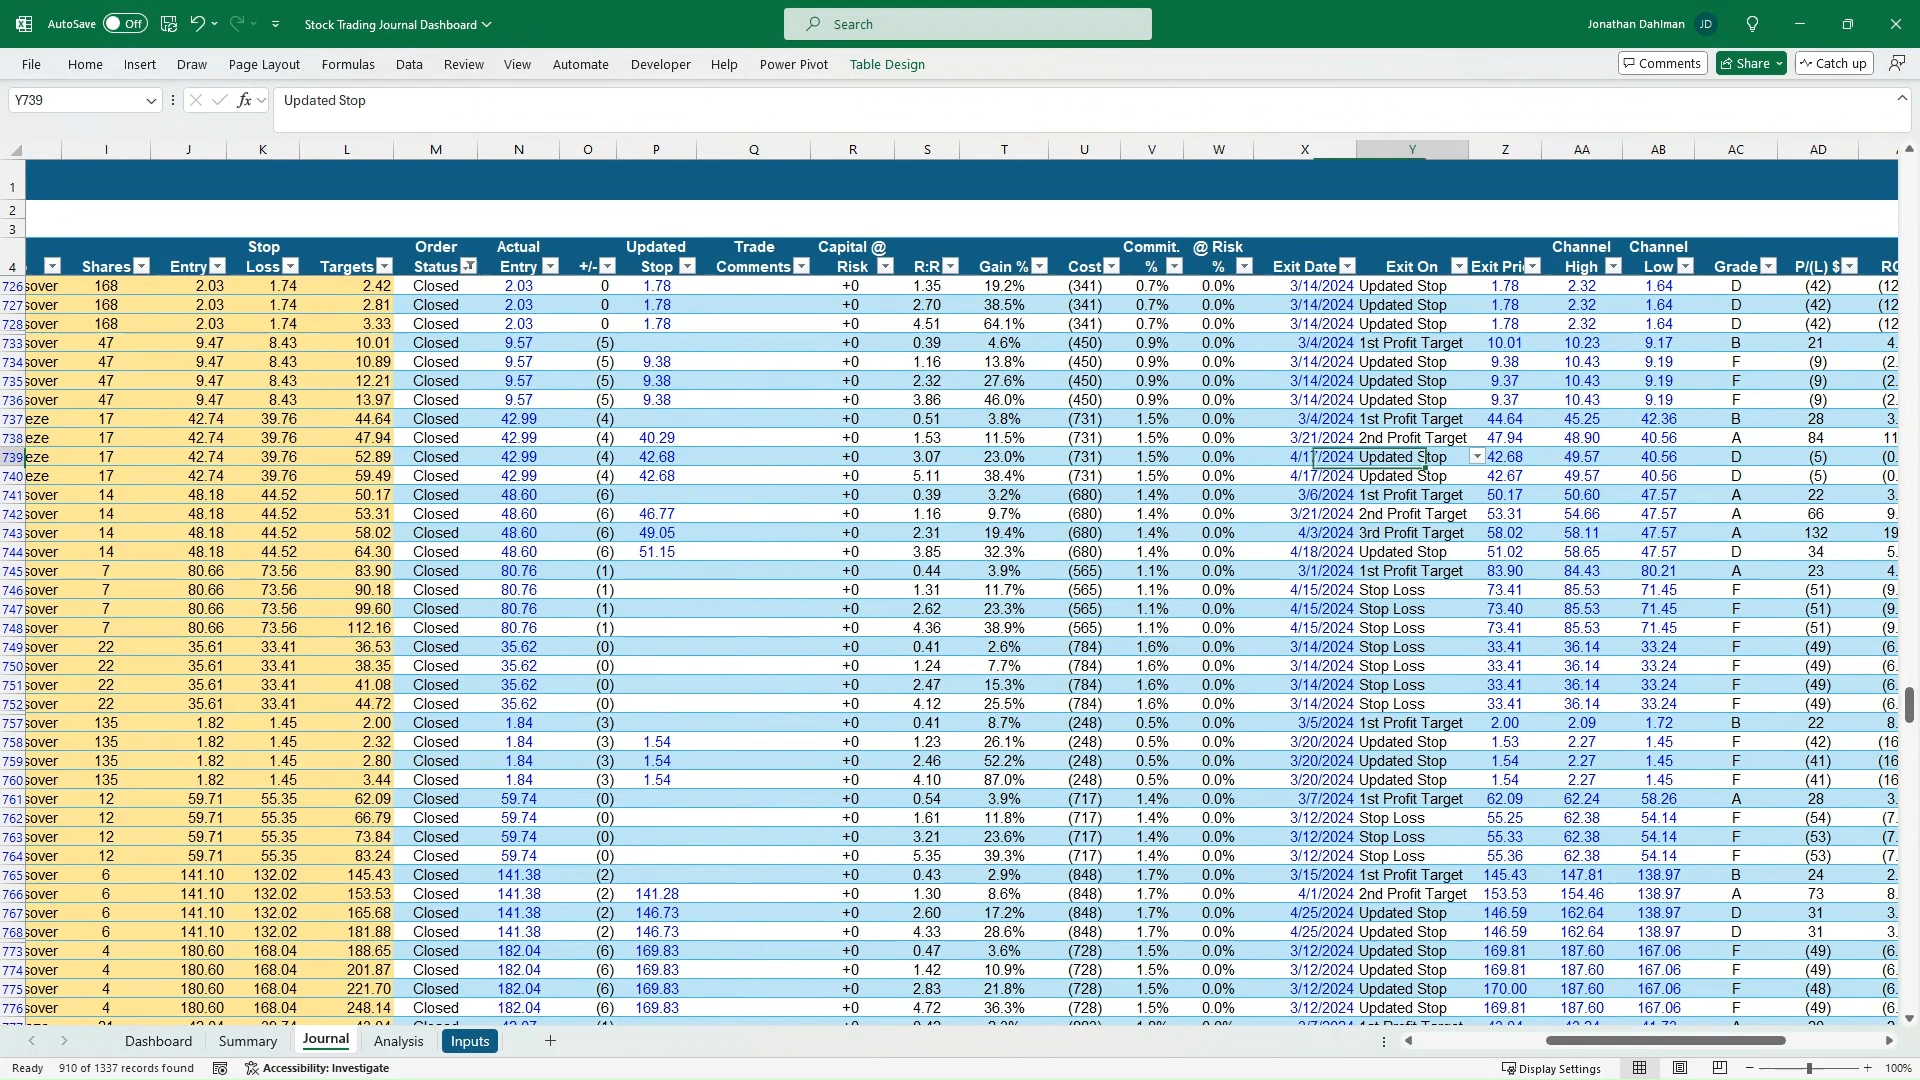 AutoSave Off Stock Trading Journal Dashboard Search Jonathan Dahlman JD
File Home Insert Draw Page Layout Formulas Data Review View Automate Developer Help Power Pivot Table Design Comments Share Catch up
Y739 fx Updated Stop
I J K L M N O P Q R S T U V W X Y Z AA AB AC AD
1
2
3
Stop Order Actual Updated Trade Capital @ Commit. @ Risk Channel Channel
4 Shares Entry Loss Targets Status Entry +/- Stop Comments Risk R:R Gain % Cost % % Exit Date Exit On Exit Pri High Low Grade P/(L) $ RO
726 sover 168 2.03 1.74 2.42 Closed 2.03 0 1.78 +0 1.35 19.2% (341) 0.7% 0.0% 3/14/2024 Updated Stop 1.78 2.32 1.64 D (42) (12
727 sover 168 2.03 1.74 2.81 Closed 2.03 0 1.78 +0 2.70 38.5% (341) 0.7% 0.0% 3/14/2024 Updated Stop 1.78 2.32 1.64 D (42) (12
728 sover 168 2.03 1.74 3.33 Closed 2.03 0 1.78 +0 4.51 64.1% (341) 0.7% 0.0% 3/14/2024 Updated Stop 1.78 2.32 1.64 D (42) (12
733 sover 47 9.47 8.43 10.01 Closed 9.57 (5) +0 0.39 4.6% (450) 0.9% 0.0% 3/4/2024 1st Profit Target 10.01 10.23 9.17 B 21 4.
734 sover 47 9.47 8.43 10.89 Closed 9.57 (5) 9.38 +0 1.16 13.8% (450) 0.9% 0.0% 3/14/2024 Updated Stop 9.38 10.43 9.19 F (9) (2.
735 sover 47 9.47 8.43 12.21 Closed 9.57 (5) 9.38 +0 2.32 27.6% (450) 0.9% 0.0% 3/14/2024 Updated Stop 9.37 10.43 9.19 F (9) (2.
736 sover 47 9.47 8.43 13.97 Closed 9.57 (5) 9.38 +0 3.86 46.0% (450) 0.9% 0.0% 3/14/2024 Updated Stop 9.37 10.43 9.19 F (9) (2.
737 eze 17 42.74 39.76 44.64 Closed 42.99 (4) +0 0.51 3.8% (731) 1.5% 0.0% 3/4/2024 1st Profit Target 44.64 45.25 42.36 B 28 3.
738 eze 17 42.74 39.76 47.94 Closed 42.99 (4) 40.29 +0 1.53 11.5% (731) 1.5% 0.0% 3/21/2024 2nd Profit Target 47.94 48.90 40.56 A 84 11
739 eze 17 42.74 39.76 52.89 Closed 42.99 (4) 42.68 +0 3.07 23.0% (731) 1.5% 0.0% 4/17/2024 Updated Stop 42.68 49.57 40.56 D (5) (0.
740 eze 17 42.74 39.76 59.49 Closed 42.99 (4) 42.68 +0 5.11 38.4% (731) 1.5% 0.0% 4/17/2024 Updated Stop 42.67 49.57 40.56 D (5) (0.
741 sover 14 48.18 44.52 50.17 Closed 48.60 (6) +0 0.39 3.2% (680) 1.4% 0.0% 3/6/2024 1st Profit Target 50.17 50.60 47.57 A 22 3.
742 sover 14 48.18 44.52 53.31 Closed 48.60 (6) 46.77 +0 1.16 9.7% (680) 1.4% 0.0% 3/21/2024 2nd Profit Target 53.31 54.66 47.57 A 66 9.
743 sover 14 48.18 44.52 58.02 Closed 48.60 (6) 49.05 +0 2.31 19.4% (680) 1.4% 0.0% 4/3/2024 3rd Profit Target 58.02 58.11 47.57 A 132 19
744 sover 14 48.18 44.52 64.30 Closed 48.60 (6) 51.15 +0 3.85 32.3% (680) 1.4% 0.0% 4/18/2024 Updated Stop 51.02 58.65 47.57 D 34 5.
745 sover 7 80.66 73.56 83.90 Closed 80.76 (1) +0 0.44 3.9% (565) 1.1% 0.0% 3/1/2024 1st Profit Target 83.90 84.43 80.21 A 23 4.
746 sover 7 80.66 73.56 90.18 Closed 80.76 (1) +0 1.31 11.7% (565) 1.1% 0.0% 4/15/2024 Stop Loss 73.41 85.53 71.45 F (51) (9.
747 sover 7 80.66 73.56 99.60 Closed 80.76 (1) +0 2.62 23.3% (565) 1.1% 0.0% 4/15/2024 Stop Loss 73.40 85.53 71.45 F (51) (9.
748 sover 7 80.66 73.56 112.16 Closed 80.76 (1) +0 4.36 38.9% (565) 1.1% 0.0% 4/15/2024 Stop Loss 73.41 85.53 71.45 F (51) (9.
749 sover 22 35.61 33.41 36.53 Closed 35.62 (0) +0 0.41 2.6% (784) 1.6% 0.0% 3/14/2024 Stop Loss 33.41 36.14 33.24 F (49) (6.
750 sover 22 35.61 33.41 38.35 Closed 35.62 (0) +0 1.24 7.7% (784) 1.6% 0.0% 3/14/2024 Stop Loss 33.41 36.14 33.24 F (49) (6.
751 sover 22 35.61 33.41 41.08 Closed 35.62 (0) +0 2.47 15.3% (784) 1.6% 0.0% 3/14/2024 Stop Loss 33.41 36.14 33.24 F (49) (6.
752 sover 22 35.61 33.41 44.72 Closed 35.62 (0) +0 4.12 25.5% (784) 1.6% 0.0% 3/14/2024 Stop Loss 33.41 36.14 33.24 F (49) (6.
757 sover 135 1.82 1.45 2.00 Closed 1.84 (3) +0 0.41 8.7% (248) 0.5% 0.0% 3/5/2024 1st Profit Target 2.00 2.09 1.72 B 22 8.
758 sover 135 1.82 1.45 2.32 Closed 1.84 (3) 1.54 +0 1.23 26.1% (248) 0.5% 0.0% 3/20/2024 Updated Stop 1.53 2.27 1.45 F (42) (16
759 sover 135 1.82 1.45 2.80 Closed 1.84 (3) 1.54 +0 2.46 52.2% (248) 0.5% 0.0% 3/20/2024 Updated Stop 1.54 2.27 1.45 F (41) (16
760 sover 135 1.82 1.45 3.44 Closed 1.84 (3) 1.54 +0 4.10 87.0% (248) 0.5% 0.0% 3/20/2024 Updated Stop 1.54 2.27 1.45 F (41) (16
761 sover 12 59.71 55.35 62.09 Closed 59.74 (0) +0 0.54 3.9% (717) 1.4% 0.0% 3/7/2024 1st Profit Target 62.09 62.24 58.26 A 28 3.
762 sover 12 59.71 55.35 66.79 Closed 59.74 (0) +0 1.61 11.8% (717) 1.4% 0.0% 3/12/2024 Stop Loss 55.25 62.38 54.14 F (54) (7.
763 sover 12 59.71 55.35 73.84 Closed 59.74 (0) +0 3.21 23.6% (717) 1.4% 0.0% 3/12/2024 Stop Loss 55.33 62.38 54.14 F (53) (7.
764 sover 12 59.71 55.35 83.24 Closed 59.74 (0) +0 5.35 39.3% (717) 1.4% 0.0% 3/12/2024 Stop Loss 55.36 62.38 54.14 F (53) (7.
765 sover 6 141.10 132.02 145.43 Closed 141.38 (2) +0 0.43 2.9% (848) 1.7% 0.0% 3/15/2024 1st Profit Target 145.43 147.81 138.97 B 24 2.
766 sover 6 141.10 132.02 153.53 Closed 141.38 (2) 141.28 +0 1.30 8.6% (848) 1.7% 0.0% 4/1/2024 2nd Profit Target 153.53 154.46 138.97 A 73 8.
767 sover 6 141.10 132.02 165.68 Closed 141.38 (2) 146.73 +0 2.60 17.2% (848) 1.7% 0.0% 4/25/2024 Updated Stop 146.59 162.64 138.97 D 31 3.
768 sover 6 141.10 132.02 181.88 Closed 141.38 (2) 146.73 +0 4.33 28.6% (848) 1.7% 0.0% 4/25/2024 Updated Stop 146.59 162.64 138.97 D 31 3.
773 sover 4 180.60 168.04 188.65 Closed 182.04 (6) 169.83 +0 0.47 3.6% (728) 1.5% 0.0% 3/12/2024 Updated Stop 169.81 187.60 167.06 F (49) (6.
774 sover 4 180.60 168.04 201.87 Closed 182.04 (6) 169.83 +0 1.42 10.9% (728) 1.5% 0.0% 3/12/2024 Updated Stop 169.81 187.60 167.06 F (49) (6.
775 sover 4 180.60 168.04 221.70 Closed 182.04 (6) 169.83 +0 2.83 21.8% (728) 1.5% 0.0% 3/12/2024 Updated Stop 170.00 187.60 167.06 F (48) (6.
776 sover 4 180.60 168.04 248.14 Closed 182.04 (6) 169.83 +0 4.72 36.3% (728) 1.5% 0.0% 3/12/2024 Updated Stop 169.81 187.60 167.06 F (49) (6.
Dashboard Summary Journal Analysis Inputs
Ready 910 of 1337 records found Accessibility: Investigate Display Settings 100%